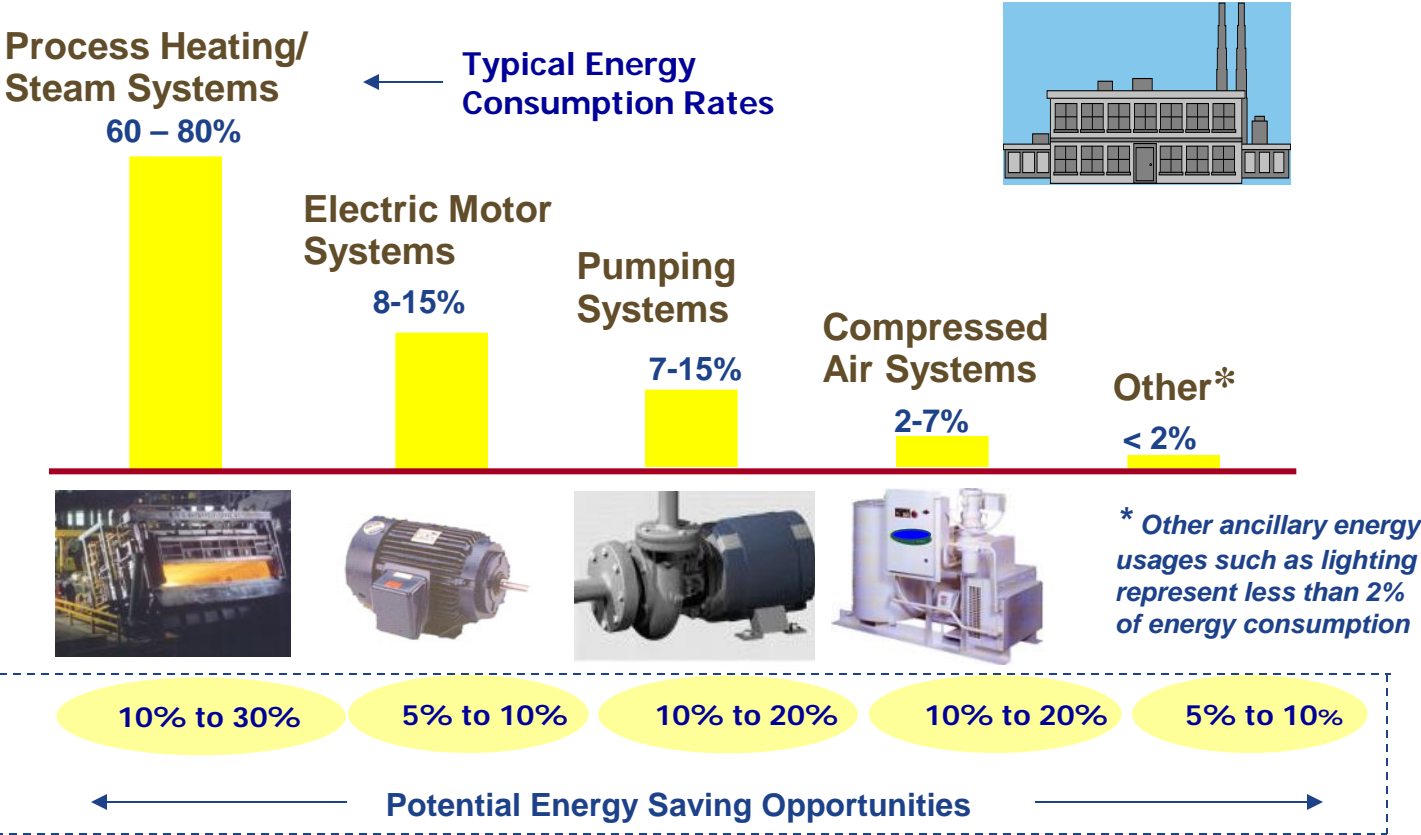 Process Heating/
Steam Systems
60 – 80%
Typical Energy
Consumption Rates
Electric Motor
Systems
8-15%
Pumping
Systems
7-15%
Compressed
Air Systems
2-7%
Other*
< 2%
* Other ancillary energy
usages such as lighting
represent less than 2%
of energy consumption
10% to 30%
5% to 10%
10% to 20%
10% to 20%
5% to 10%
Potential Energy Saving Opportunities